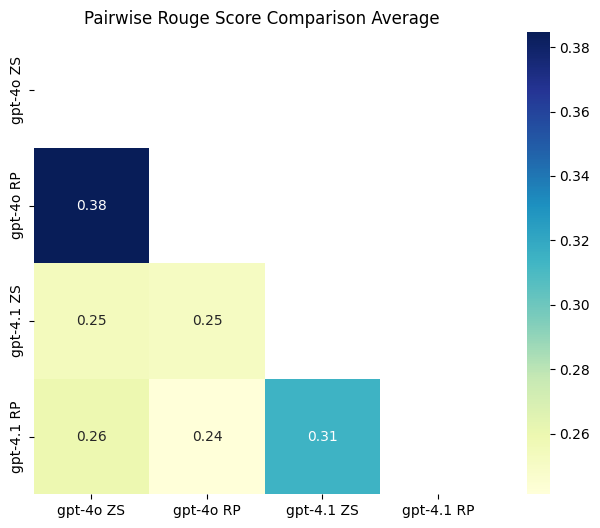 Pairwise Rouge Score Comparison Average
gpt-4o ZS
gpt-4o RP
gpt-4.1 ZS
gpt-4.1 RP
0.38
0.25 0.25
0.26 0.24 0.31
gpt-4o ZS gpt-4o RP gpt-4.1 ZS gpt-4.1 RP
0.38
0.36
0.34
0.32
0.30
0.28
0.26